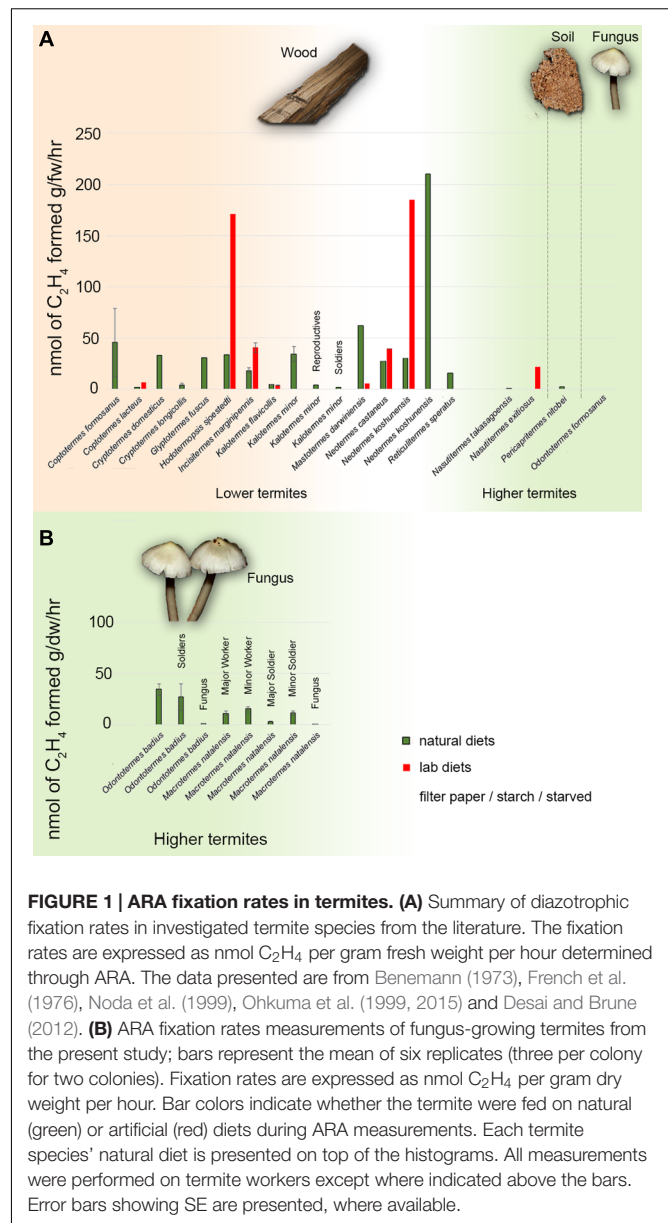 A
Wood
Soil
Fungus
nmol of C₂H₄ formed g/fw/hr
250
200
150
100
50
0
Reproductives
Soldiers
Coptotermes formosanus
Coptotermes lacteus
Cryptotermes domesticus
Cryptotermes longicollis
Glyptotermes fuscus
Hodotermopsis sjoestedti
Incisitermes marginipennis
Kalotermes flavicollis
Kalotermes minor
Kalotermes minor
Kalotermes minor
Mastotermes darwiniensis
Neotermes castaneus
Neotermes koshunensis
Neotermes koshunensis
Reticulitermes speratus
Nasutitermes takasagoensis
Nasutitermes exitiosus
Pericapritermes nitobei
Odontotermes formosanus
Lower termites
Higher termites
B
Fungus
nmol of C₂H₄ formed g/dw/hr
100
50
0
Soldiers
Fungus
Major Worker
Minor Worker
Major Soldier
Minor Soldier
Fungus
Odontotermes badius
Odontotermes badius
Odontotermes badius
Macrotermes natalensis
Macrotermes natalensis
Macrotermes natalensis
Macrotermes natalensis
Macrotermes natalensis
Higher termites
natural diets
lab diets
filter paper / starch / starved
FIGURE 1 | ARA fixation rates in termites. (A) Summary of diazotrophic
fixation rates in investigated termite species from the literature. The fixation
rates are expressed as nmol C₂H₄ per gram fresh weight per hour determined
through ARA. The data presented are from Benemann (1973), French et al.
(1976), Noda et al. (1999), Ohkuma et al. (1999, 2015) and Desai and Brune
(2012). (B) ARA fixation rates measurements of fungus-growing termites from
the present study; bars represent the mean of six replicates (three per colony
for two colonies). Fixation rates are expressed as nmol C₂H₄ per gram dry
weight per hour. Bar colors indicate whether the termite were fed on natural
(green) or artificial (red) diets during ARA measurements. Each termite
species' natural diet is presented on top of the histograms. All measurements
were performed on termite workers except where indicated above the bars.
Error bars showing SE are presented, where available.